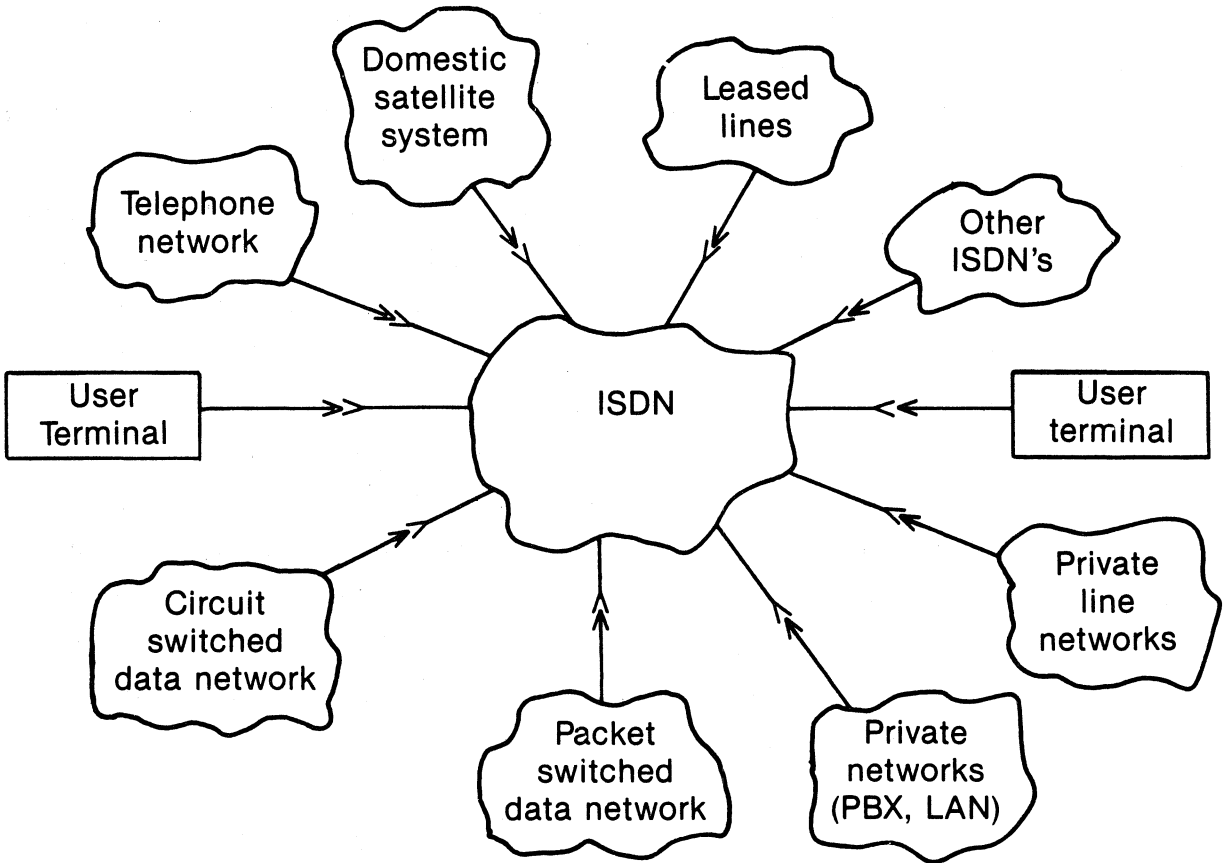 Domestic
satellite
system
Leased
lines
Telephone
network
Other
ISDN's
User
Terminal
ISDN
User
terminal
Circuit
switched
data network
Packet
switched
data network
Private
networks
(PBX, LAN)
Private
line
networks